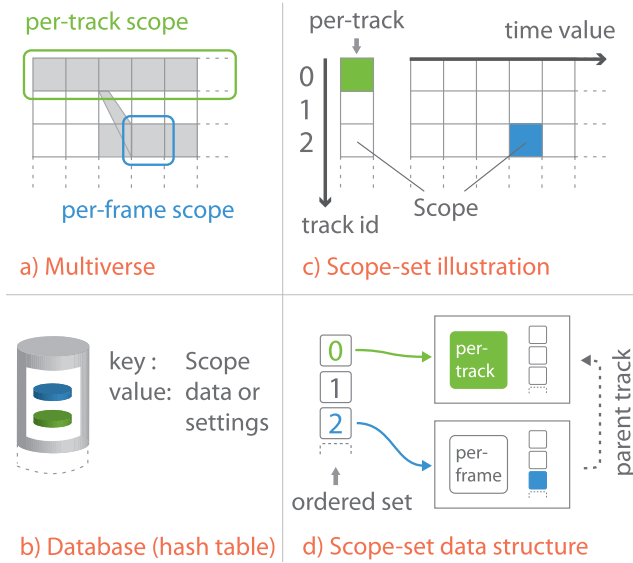 per-track scope
per-frame scope
a) Multiverse
per-track
time value
0
1
2
Scope
track id
c) Scope-set illustration
key : Scope
value: data or
settings
b) Database (hash table)
0
1
2
ordered set
per-
track
per-
frame
parent track
d) Scope-set data structure